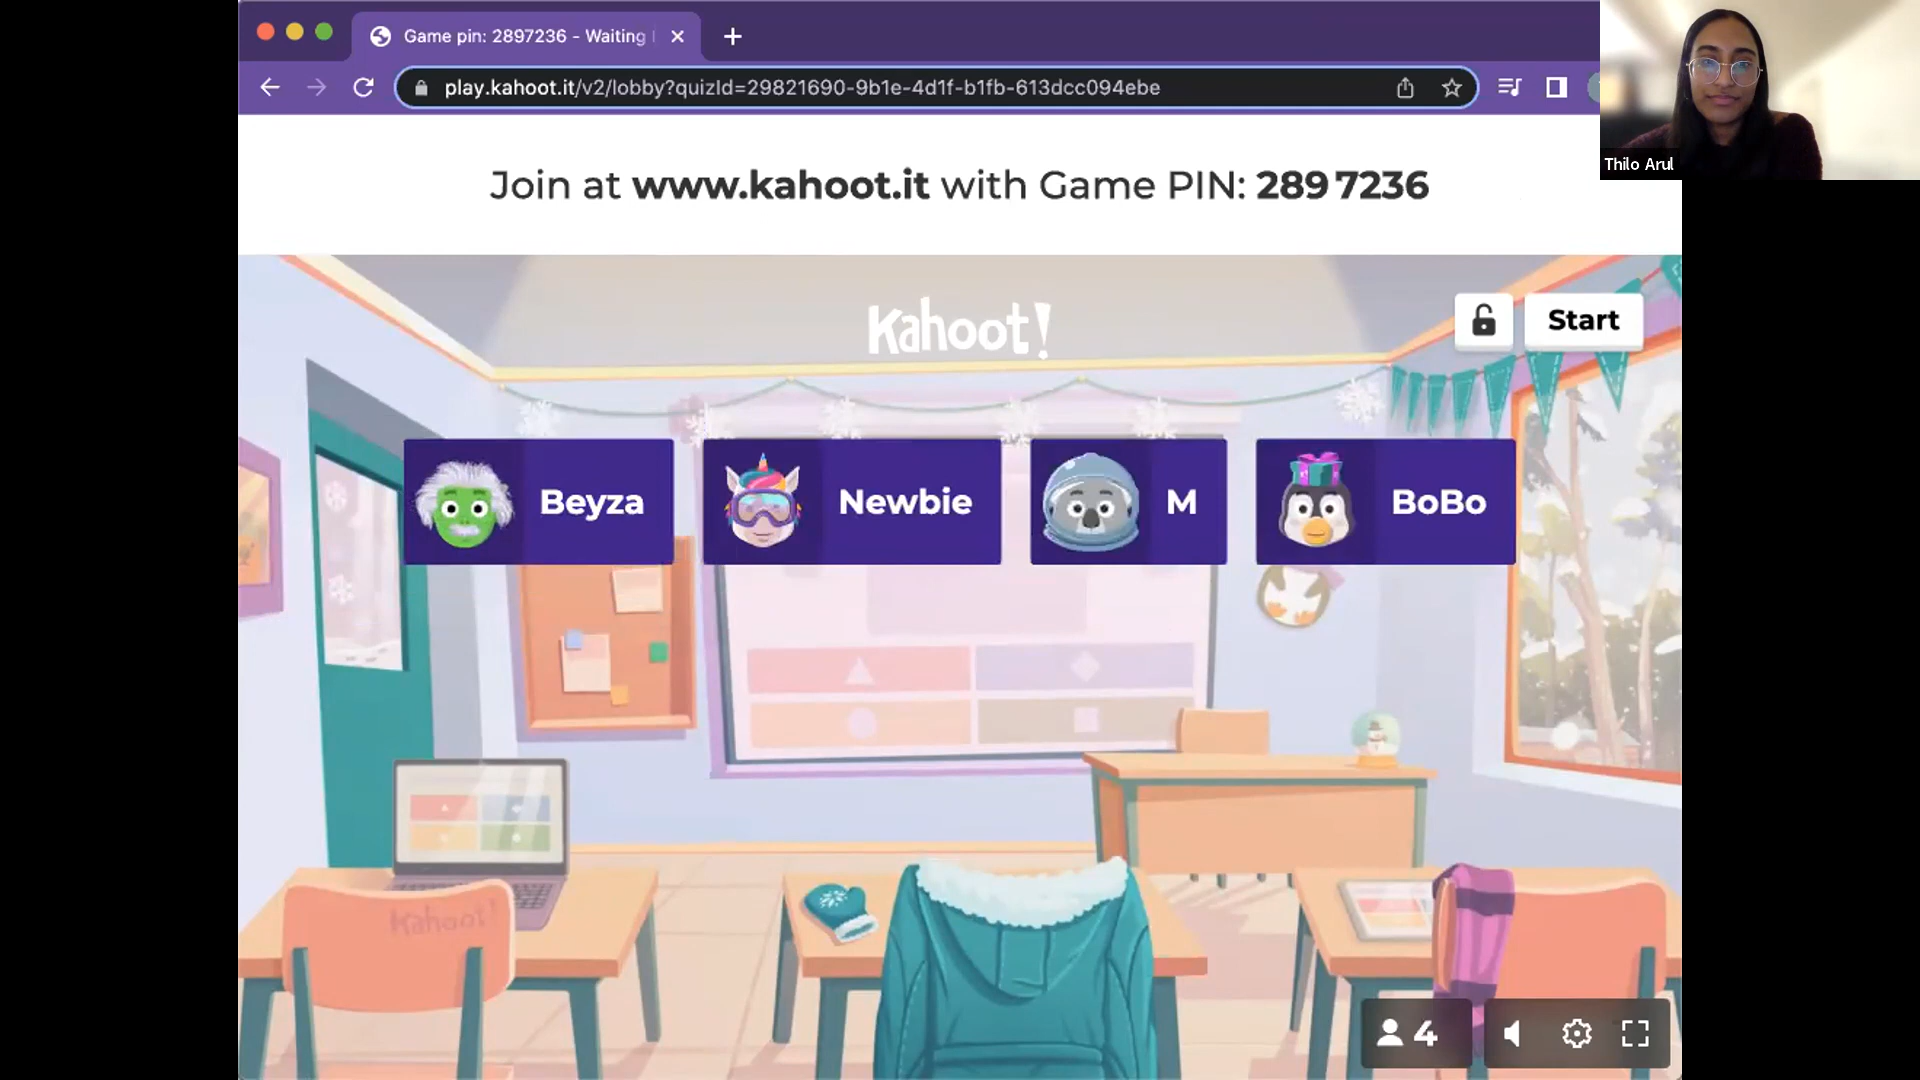 Game pin: 2897236 - Waiting
play.kahoot.it/v2/lobby?quizId=29821690-9b1e-4d1f-b1fb-613dcc094ebe
Thilo Arul
Join at www.kahoot.it with Game PIN: 289 7236
Kahoot!
Start
Beyza
Newbie
M
BoBo
Kahoot!
4